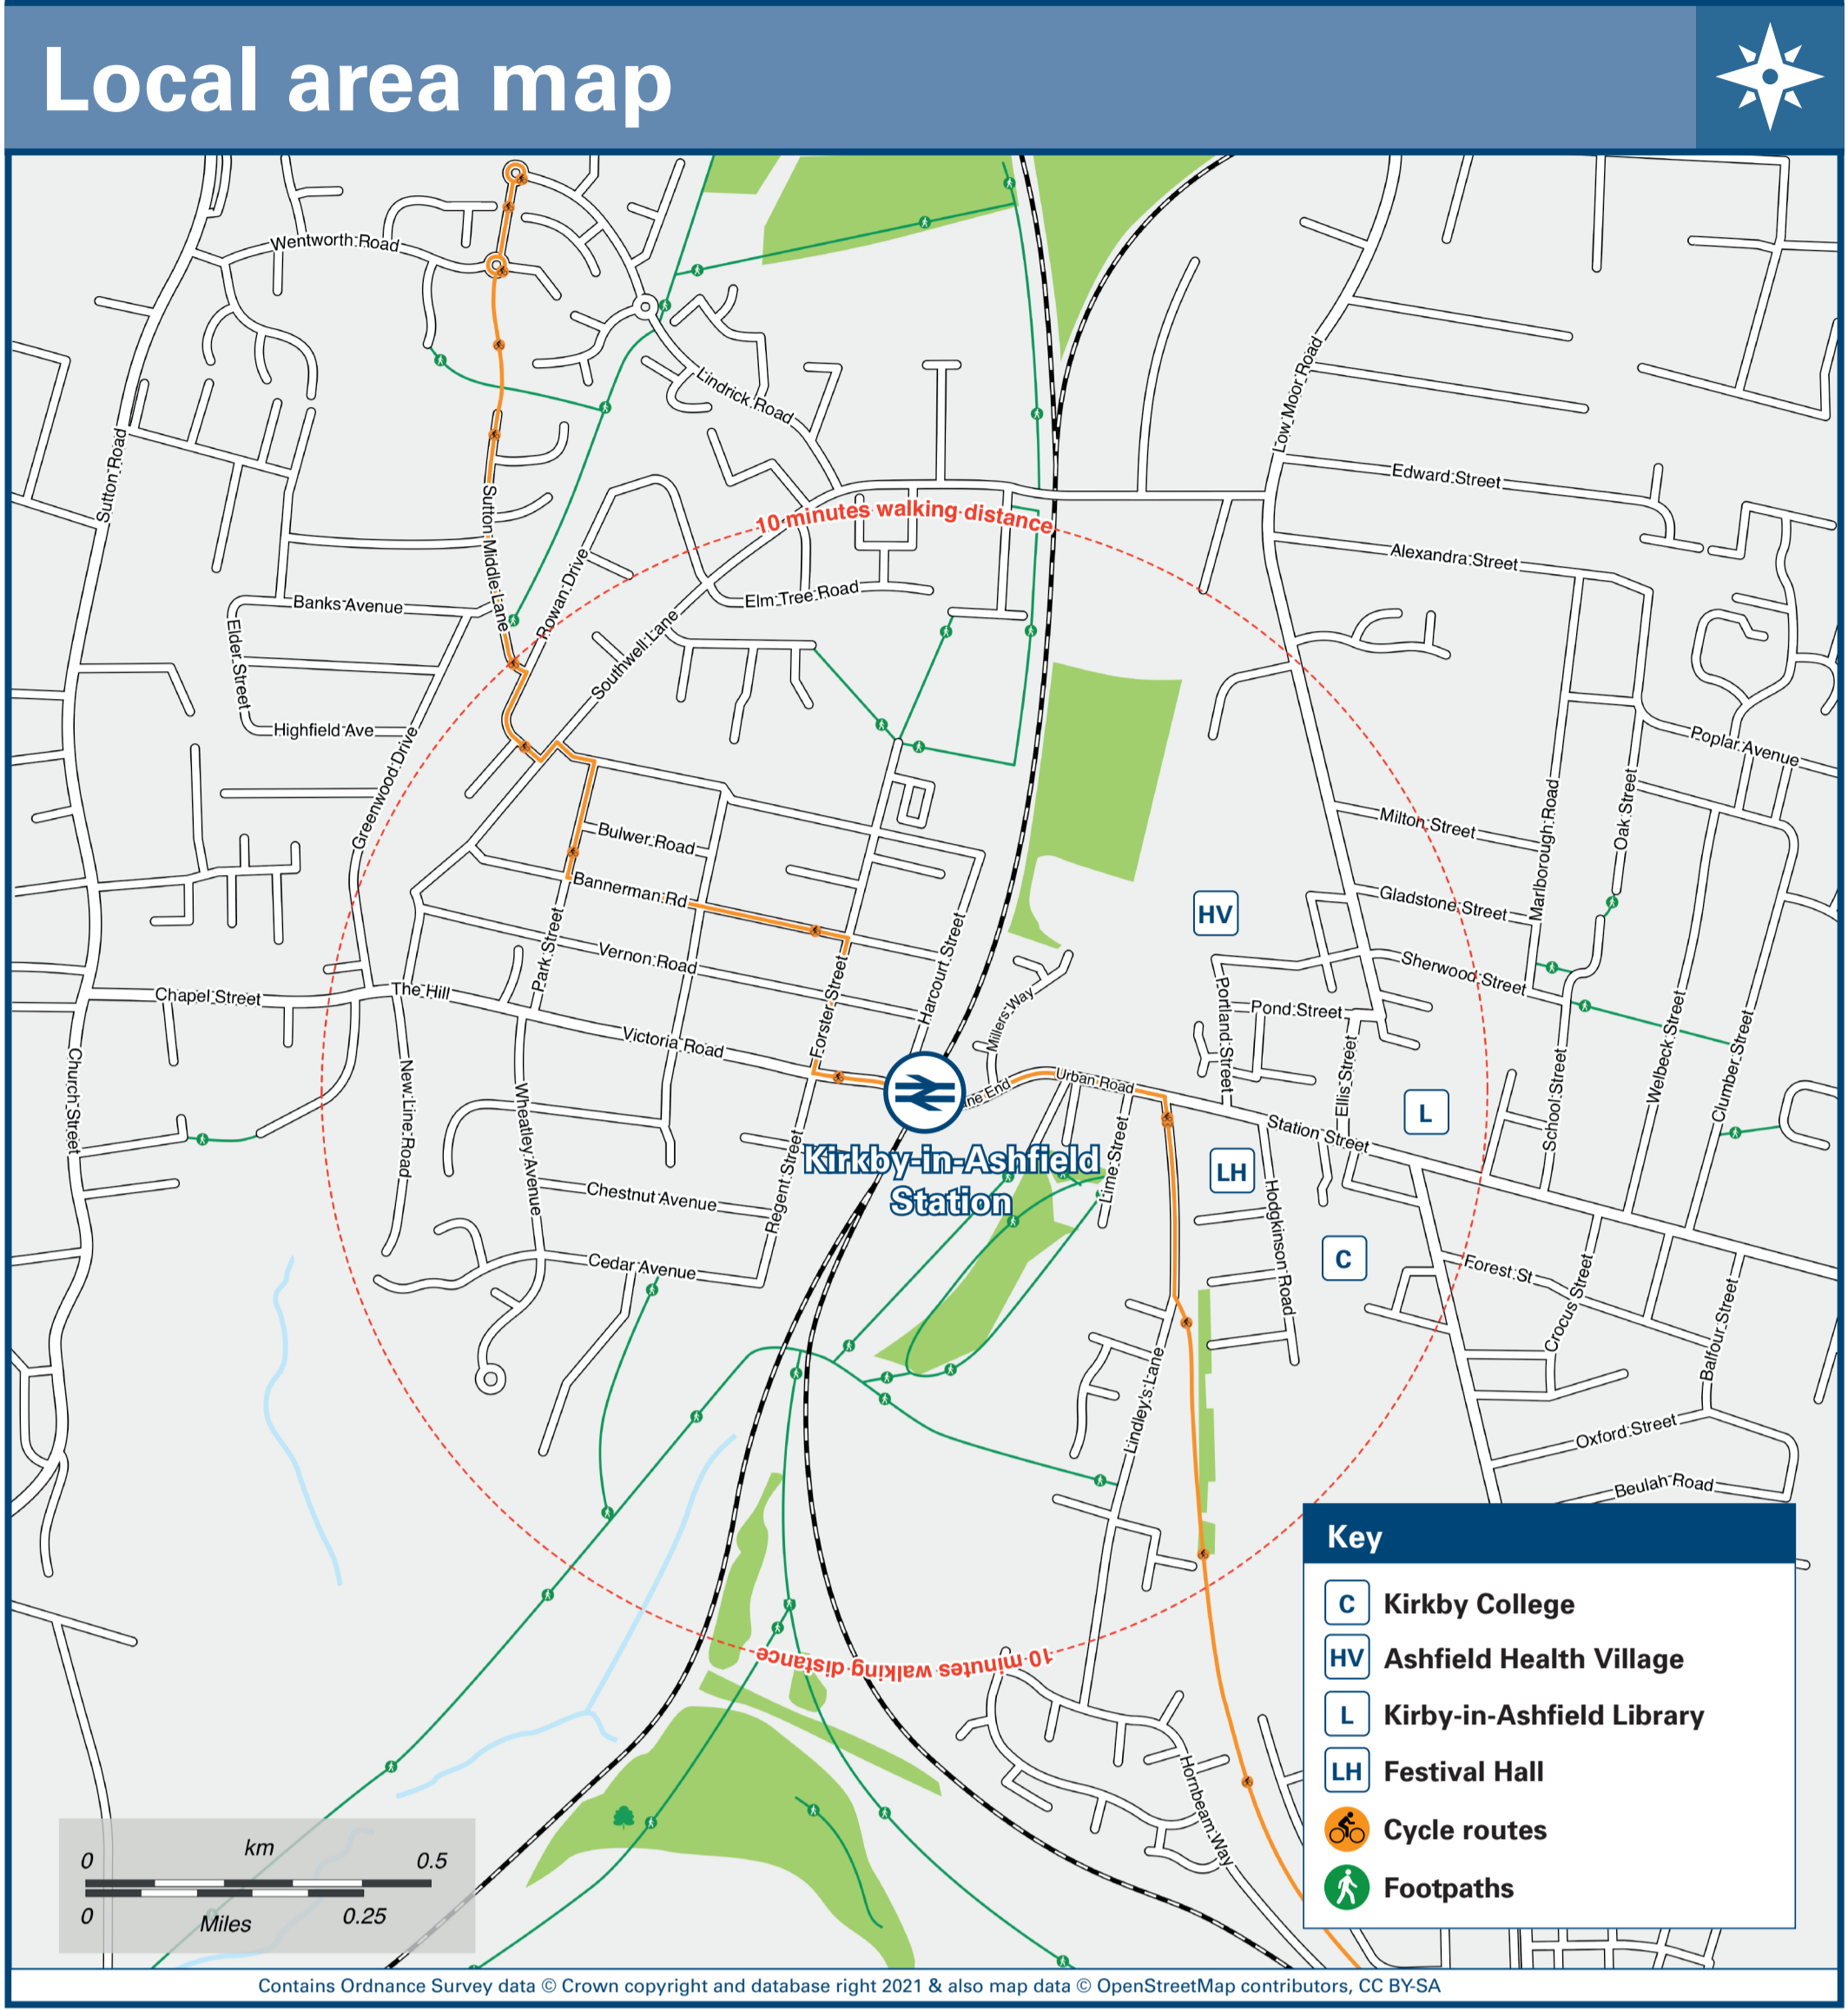 Local area map
Wentworth Road
Lindrick Road
Low Moor Road
Sutton Road
Edward Street
Sutton Middle Lane
10 minutes walking distance
Alexandra Street
Rowan Drive
Elm Tree Road
Banks Avenue
Elder Street
Southwell Lane
Highfield Ave
Greenwood Drive
Poplar Avenue
Marlborough Road
Oak Street
Milton Street
Bulwer Road
Bannerman Rd
Gladstone Street
HV
Park Street
Vernon Road
Harcourt Street
Sherwood Street
Forster Street
Chapel Street
The Hill
Millers Way
Portland Street
Pond Street
Victoria Road
Welbeck Street
Clumber Street
Church Street
New Line Road
Wheatley Avenue
ne End
Urban Road
Ellis Street
L
School Street
Station Street
Kirkby-in-Ashfield
Station
Lime Street
LH
Regent Street
Chestnut Avenue
Hodgkinson Road
C
Cedar Avenue
Forest St
Crocus Street
Balfour Street
Lindley's Lane
Oxford Street
Beulah Road
10 minutes walking distance
Hornbeam Way
Key
C Kirkby College
HV Ashfield Health Village
L Kirby-in-Ashfield Library
LH Festival Hall
Cycle routes
Footpaths
km
0 0.5
0 0.25
Miles
Contains Ordnance Survey data © Crown copyright and database right 2021 & also map data © OpenStreetMap contributors, CC BY-SA